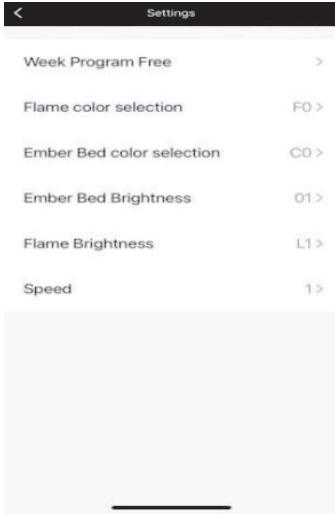 Settings
Week Program Free >
Flame color selection F0 >
Ember Bed color selection C0 >
Ember Bed Brightness 01 >
Flame Brightness L1 >
Speed 1 >